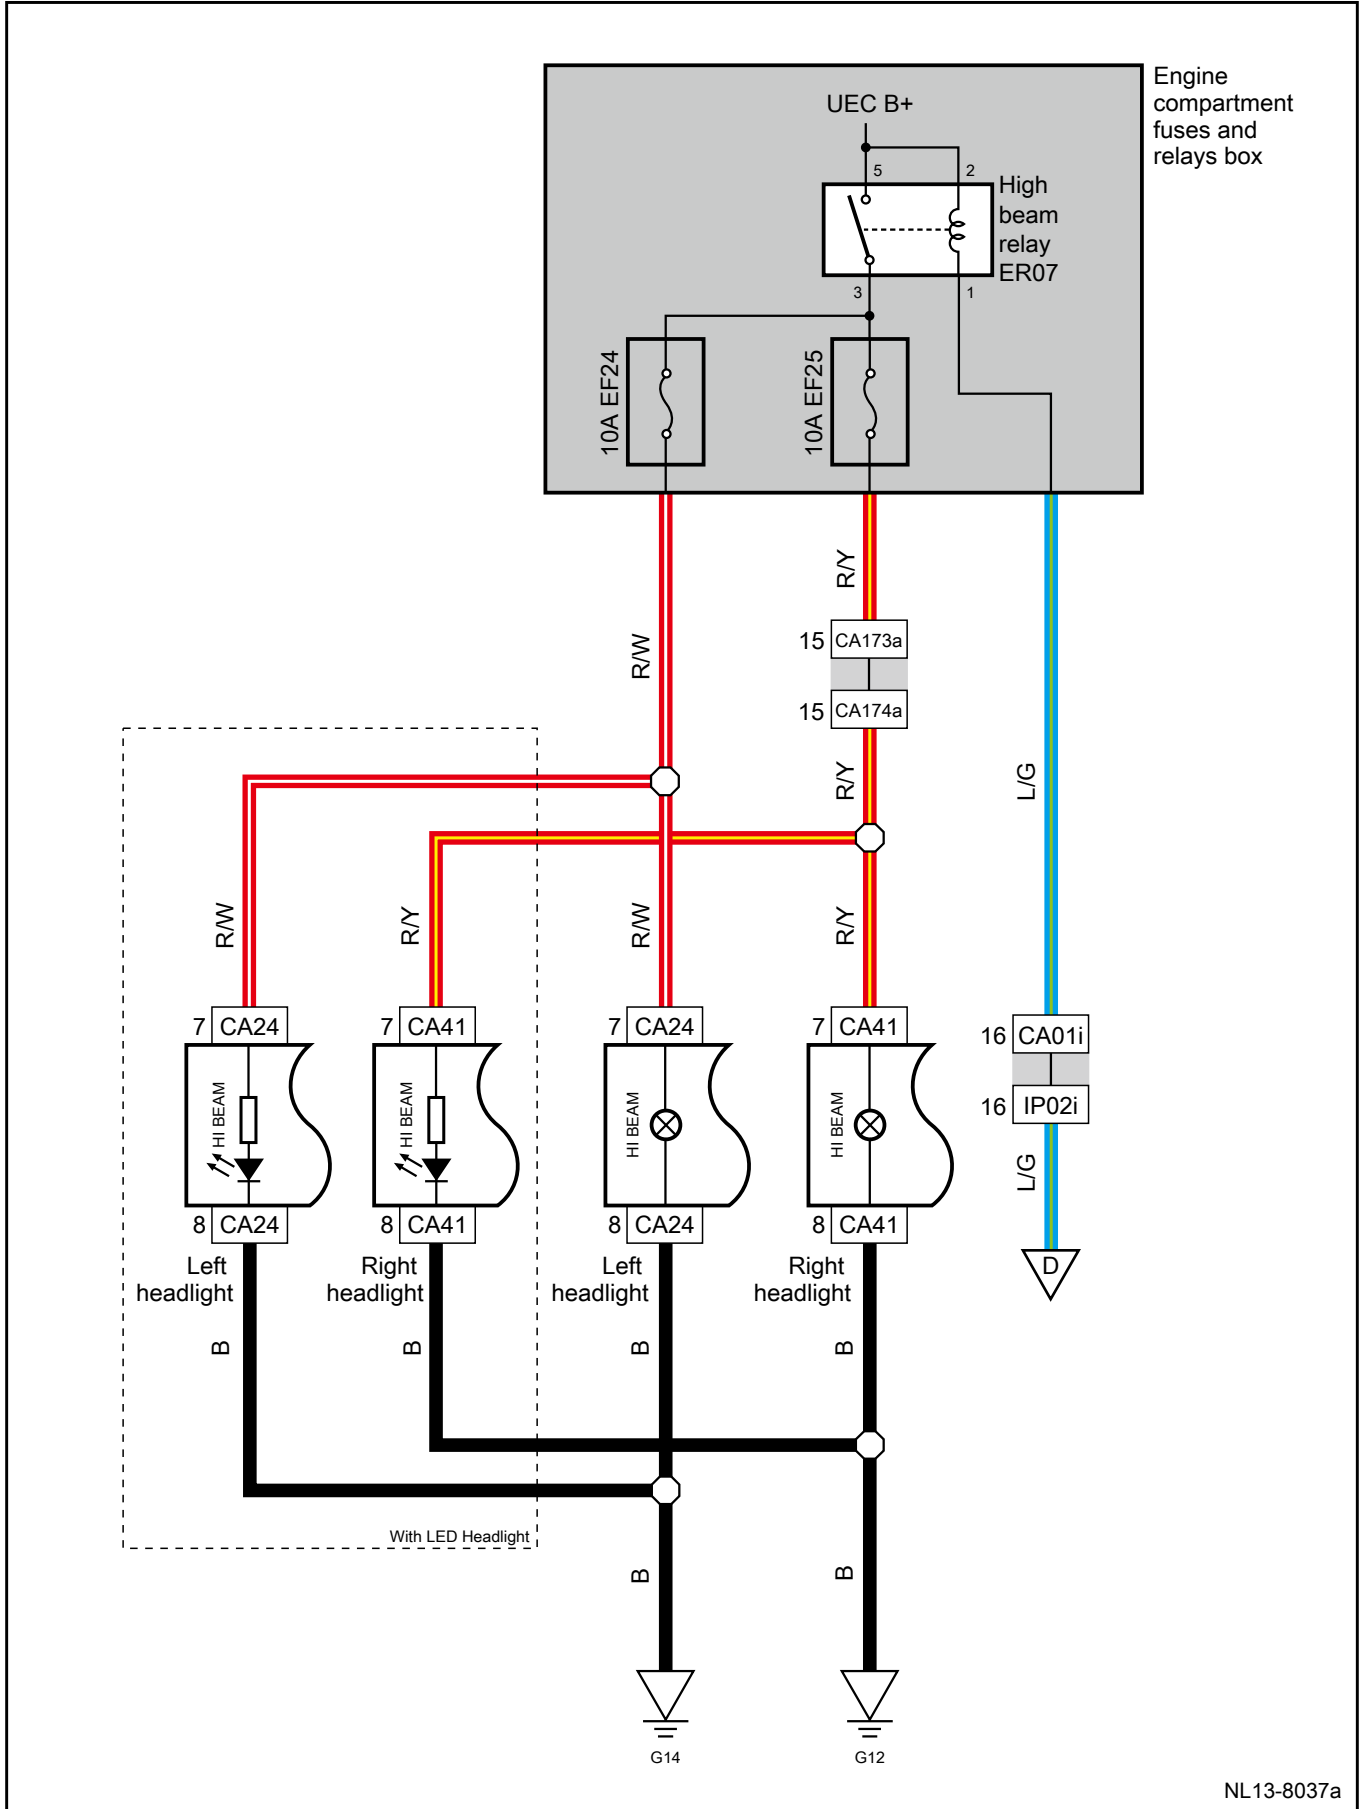 Engine
compartment
fuses and
relays box
UEC B+
5
2
High
beam
relay
ER07
3
1
10A EF24
10A EF25
R/Y
15 CA173a
R/W
15 CA174a
R/Y
L/G
R/W
R/Y
R/W
R/Y
7 CA24
7 CA41
7 CA24
7 CA41
16 CA01i
HI BEAM
HI BEAM
HI BEAM
HI BEAM
16 IP02i
L/G
8 CA24
8 CA41
8 CA24
8 CA41
Left
headlight
Right
headlight
Left
headlight
Right
headlight
D
B
B
B
B
With LED Headlight
B
B
G14
G12
NL13-8037a